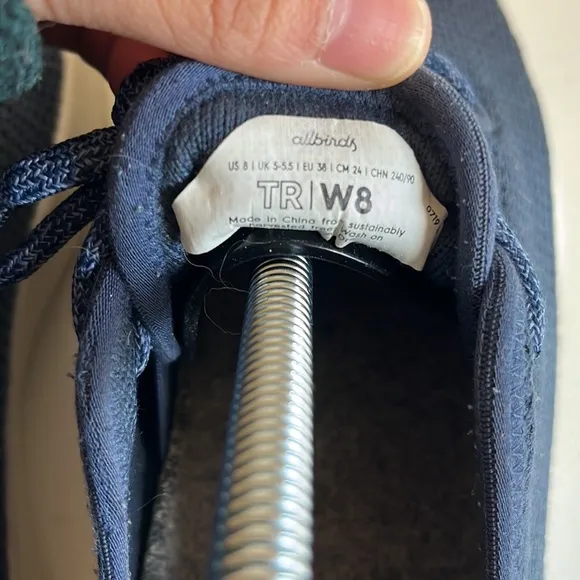 allbirds
US 8 | UK 5-5.5 | EU 38 | CM 24 | CHN 240/90
TR | W8
Made in China from sustainably
harvested trees. Wash on
0719